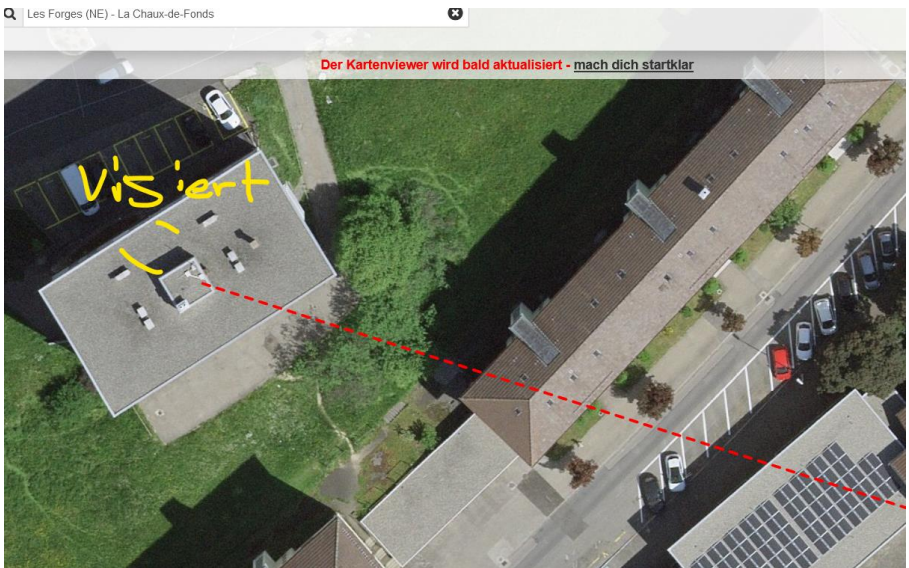 Les Forges (NE) - La Chaux-de-Fonds
Der Kartenviewer wird bald aktualisiert - mach dich startklar
Visiert